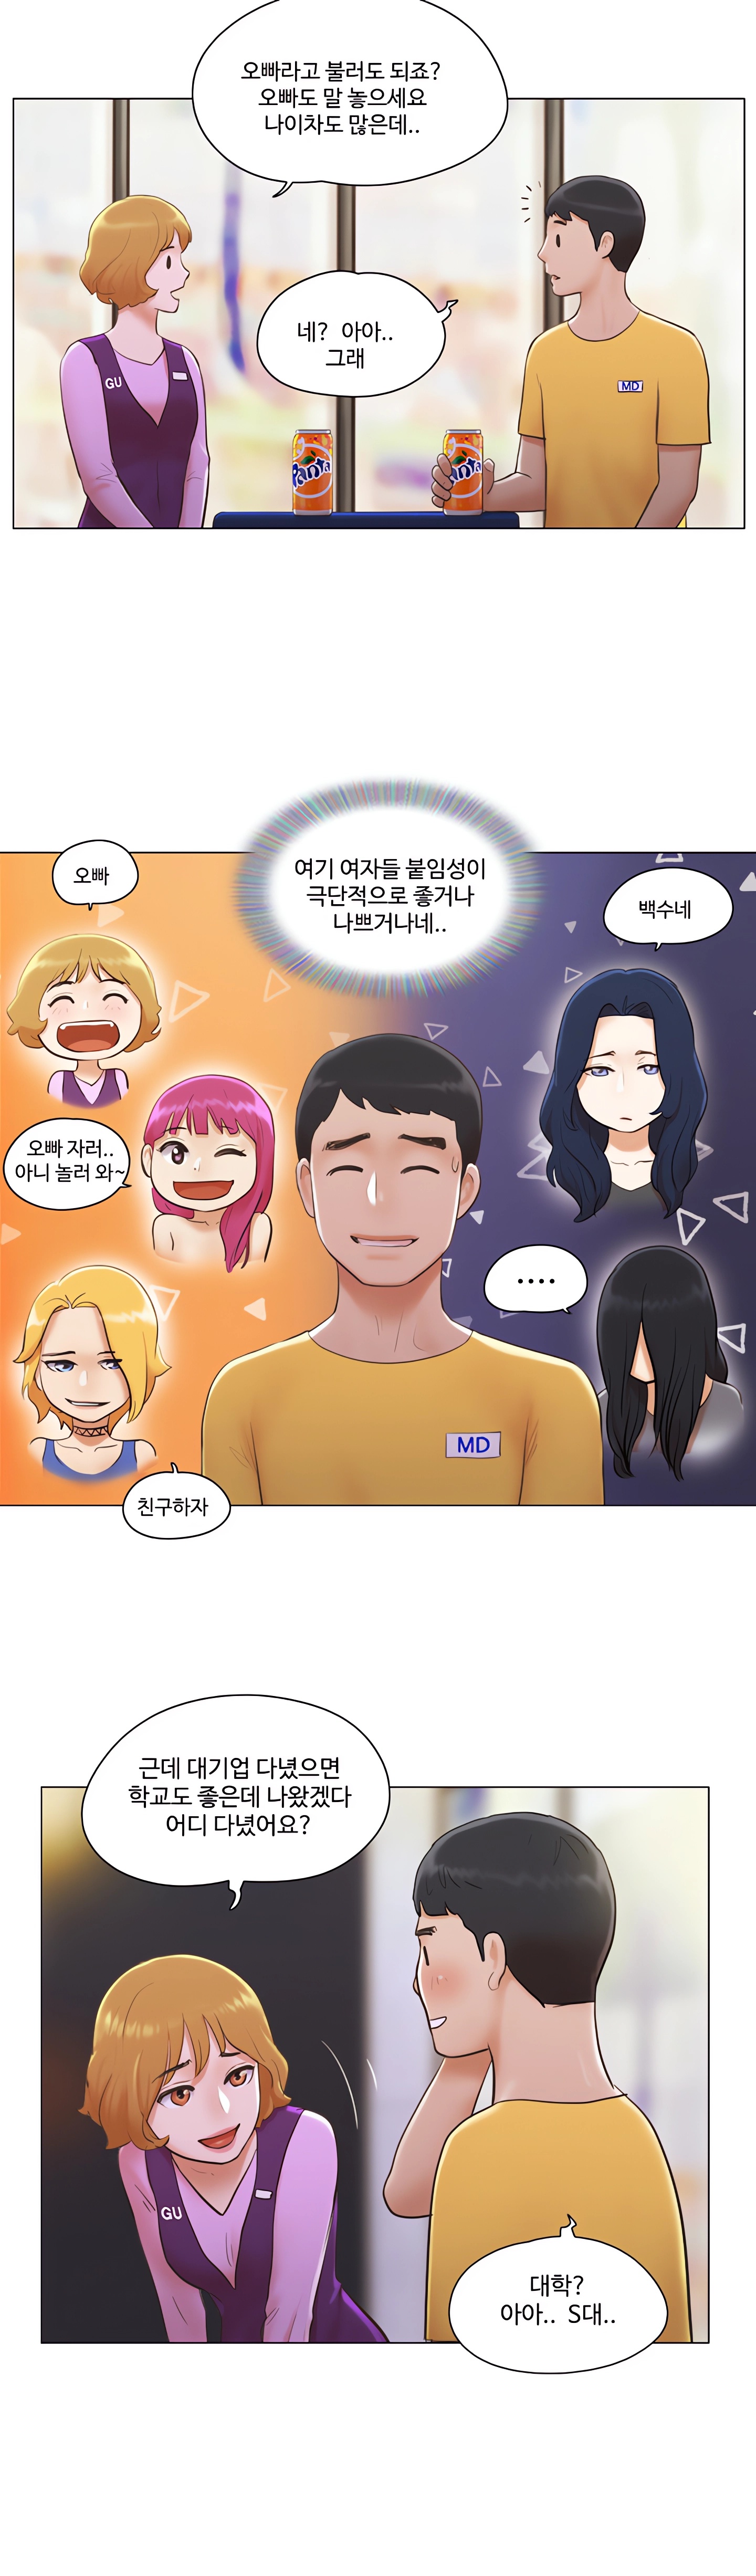 오빠라고 불러도 되죠?
오빠도 말 놓으세요
나이차도 많은데..
네? 아아..
그래
GU
MD
Fanta
Fanta
여기 여자들 붙임성이
극단적으로 좋거나
나쁘거나네..
오빠
백수네
오빠 자러..
아니 놀러 와~
....
MD
친구하자
근데 대기업 다녔으면
학교도 좋은데 나왔겠다
어디 다녔어요?
GU
대학?
아아.. S대..